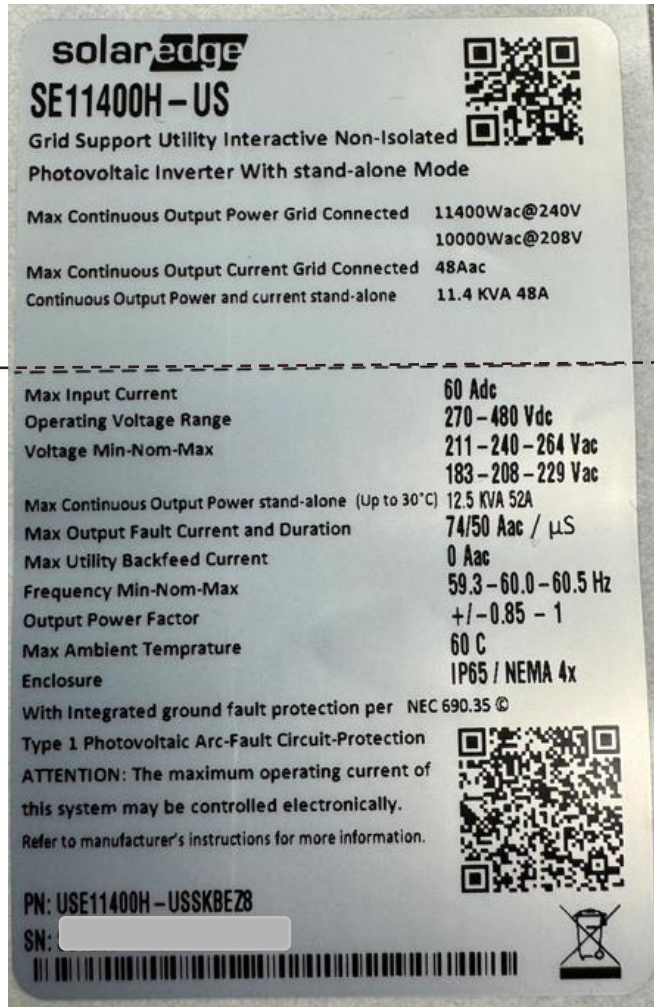 solaredge
SE11400H-US
Grid Support Utility Interactive Non-Isolated
Photovoltaic Inverter With stand-alone Mode
Max Continuous Output Power Grid Connected 11400Wac@240V
10000Wac@208V
Max Continuous Output Current Grid Connected 48Aac
Continuous Output Power and current stand-alone 11.4 KVA 48A
Max Input Current 60 Adc
Operating Voltage Range 270-480 Vdc
Voltage Min-Nom-Max 211-240-264 Vac
183-208-229 Vac
Max Continuous Output Power stand-alone (Up to 30°C) 12.5 KVA 52A
Max Output Fault Current and Duration 74/50 Aac / µS
Max Utility Backfeed Current 0 Aac
Frequency Min-Nom-Max 59.3-60.0-60.5 Hz
Output Power Factor +/-0.85 - 1
Max Ambient Temprature 60 C
Enclosure IP65 / NEMA 4x
With Integrated ground fault protection per NEC 690.35 ©
Type 1 Photovoltaic Arc-Fault Circuit-Protection
ATTENTION: The maximum operating current of
this system may be controlled electronically.
Refer to manufacturer's instructions for more information.
PN: USE11400H-USSKBEZ8
SN: